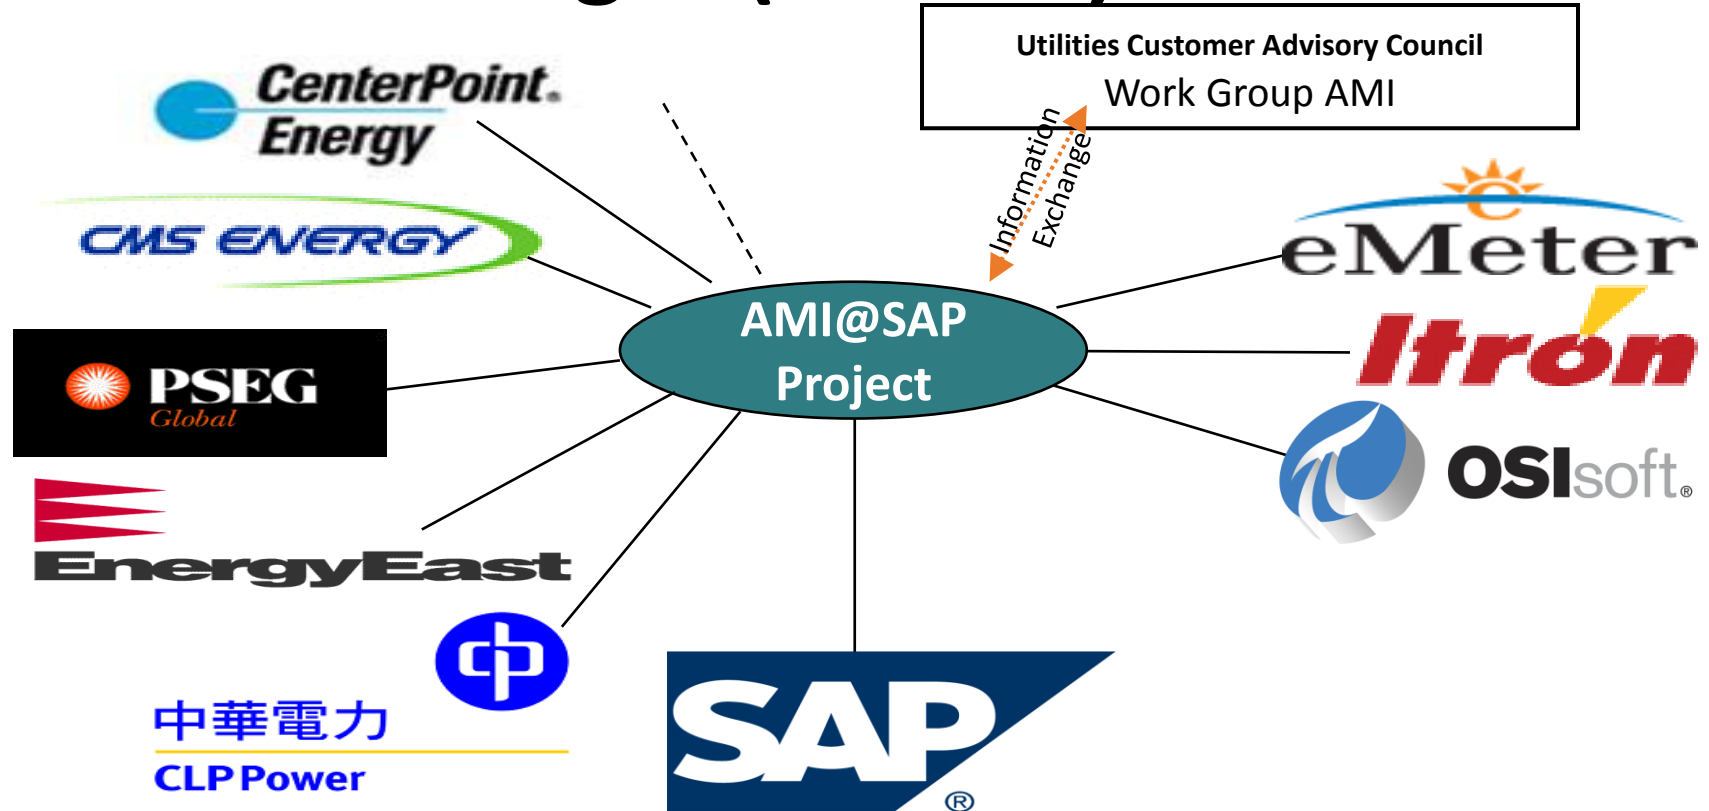 Utilities Customer Advisory Council
Work Group AMI
Information
Exchange
CenterPoint®
Energy
CMS ENERGY
PSEG
Global
EnergyEast
中華電力
CLP Power
AMI@SAP
Project
SAP
®
eMeter
Itron
OSIsoft®